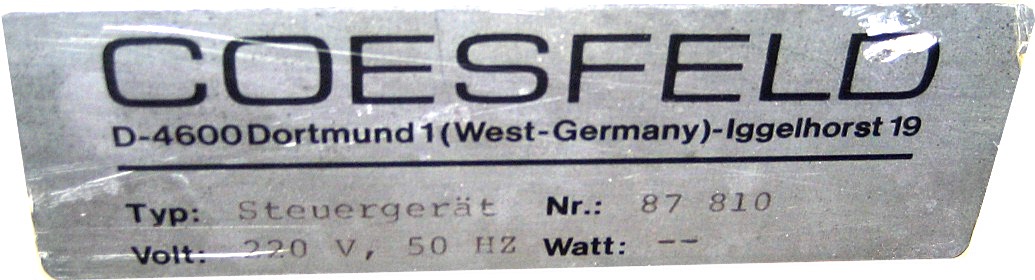 COESFELD
D-4600 Dortmund 1 (West-Germany)-Iggelhorst 19
Typ: Steuergerät Nr.: 87 810
Volt: 220 V, 50 HZ Watt: --